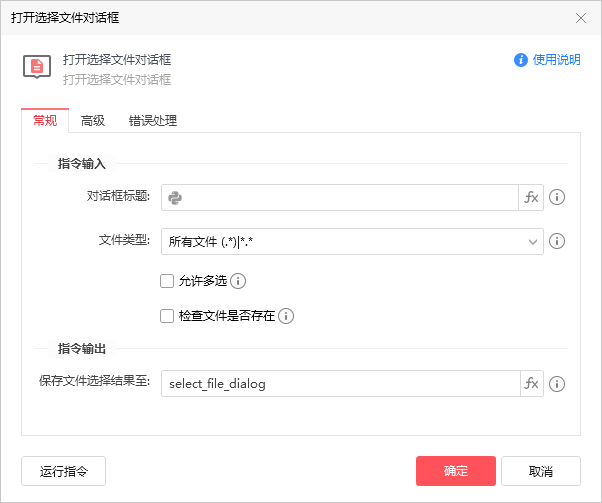 打开选择文件对话框
打开选择文件对话框
使用说明
打开选择文件对话框
常规 高级 错误处理
指令输入
对话框标题: fx
文件类型: 所有文件 (.*)|*.*
允许多选
检查文件是否存在
指令输出
保存文件选择结果至: select_file_dialog fx
运行指令 确定 取消